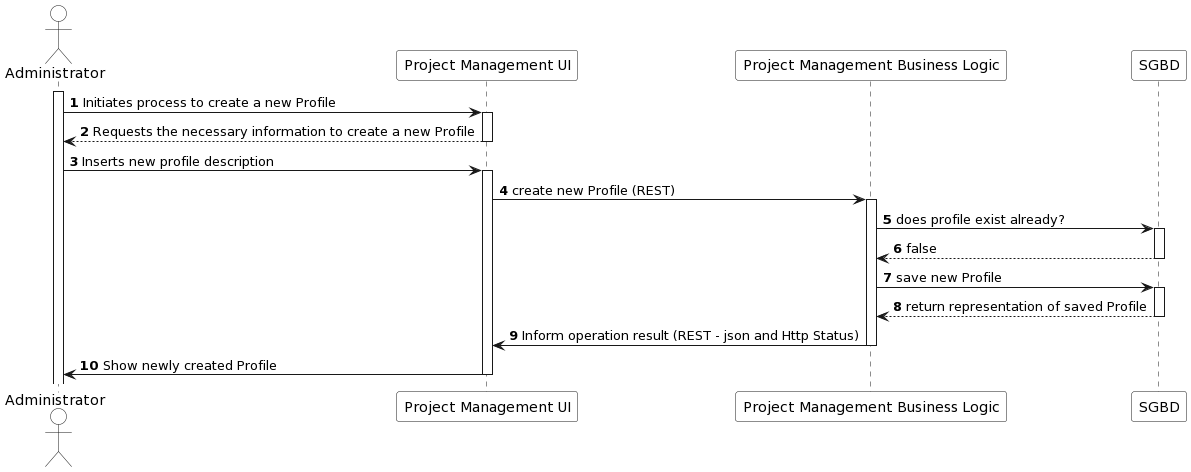 Administrator
Project Management UI
Project Management Business Logic
SGBD
1 Initiates process to create a new Profile
2 Requests the necessary information to create a new Profile
3 Inserts new profile description
4 create new Profile (REST)
5 does profile exist already?
6 false
7 save new Profile
8 return representation of saved Profile
9 Inform operation result (REST - json and Http Status)
10 Show newly created Profile
Administrator
Project Management UI
Project Management Business Logic
SGBD